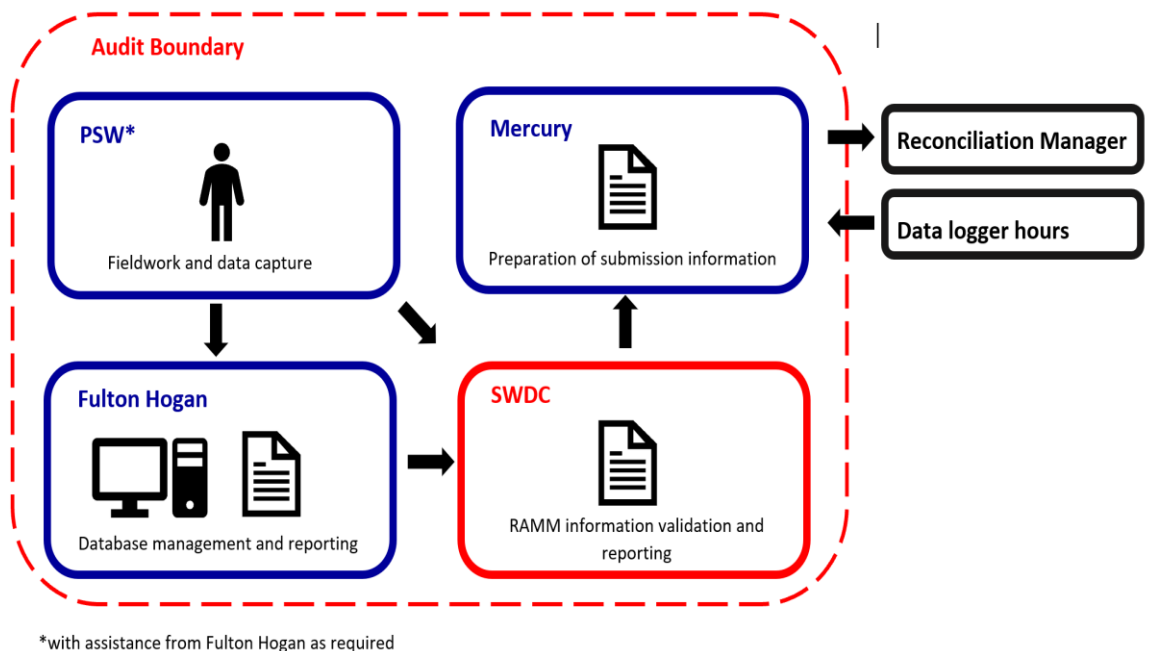 Audit Boundary
PSW*
Fieldwork and data capture
Mercury
Preparation of submission information
Reconciliation Manager
Data logger hours
Fulton Hogan
Database management and reporting
SWDC
RAMM information validation and
reporting
*with assistance from Fulton Hogan as required